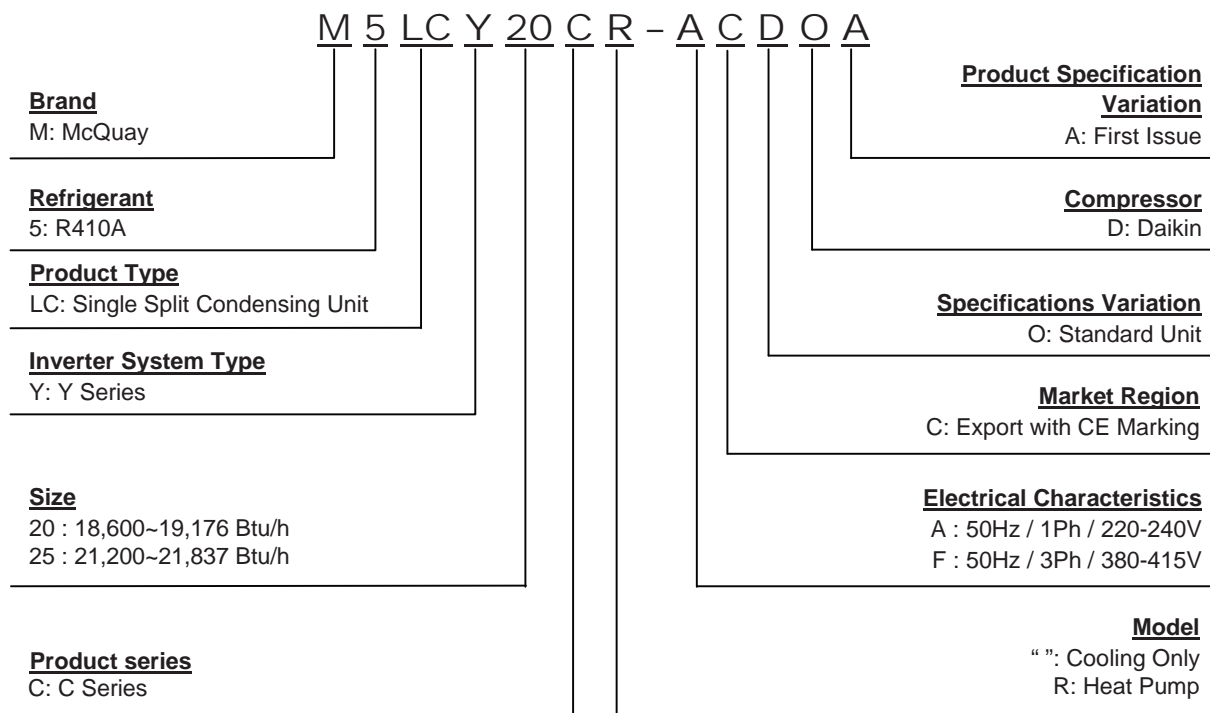 M 5 LC Y 20 C R - A C D O A
Brand
M: McQuay
Refrigerant
5: R410A
Product Type
LC: Single Split Condensing Unit
Inverter System Type
Y: Y Series
Size
20 : 18,600~19,176 Btu/h
25 : 21,200~21,837 Btu/h
Product series
C: C Series
Product Specification
Variation
A: First Issue
Compressor
D: Daikin
Specifications Variation
O: Standard Unit
Market Region
C: Export with CE Marking
Electrical Characteristics
A : 50Hz / 1Ph / 220-240V
F : 50Hz / 3Ph / 380-415V
Model
“ ”: Cooling Only
R: Heat Pump